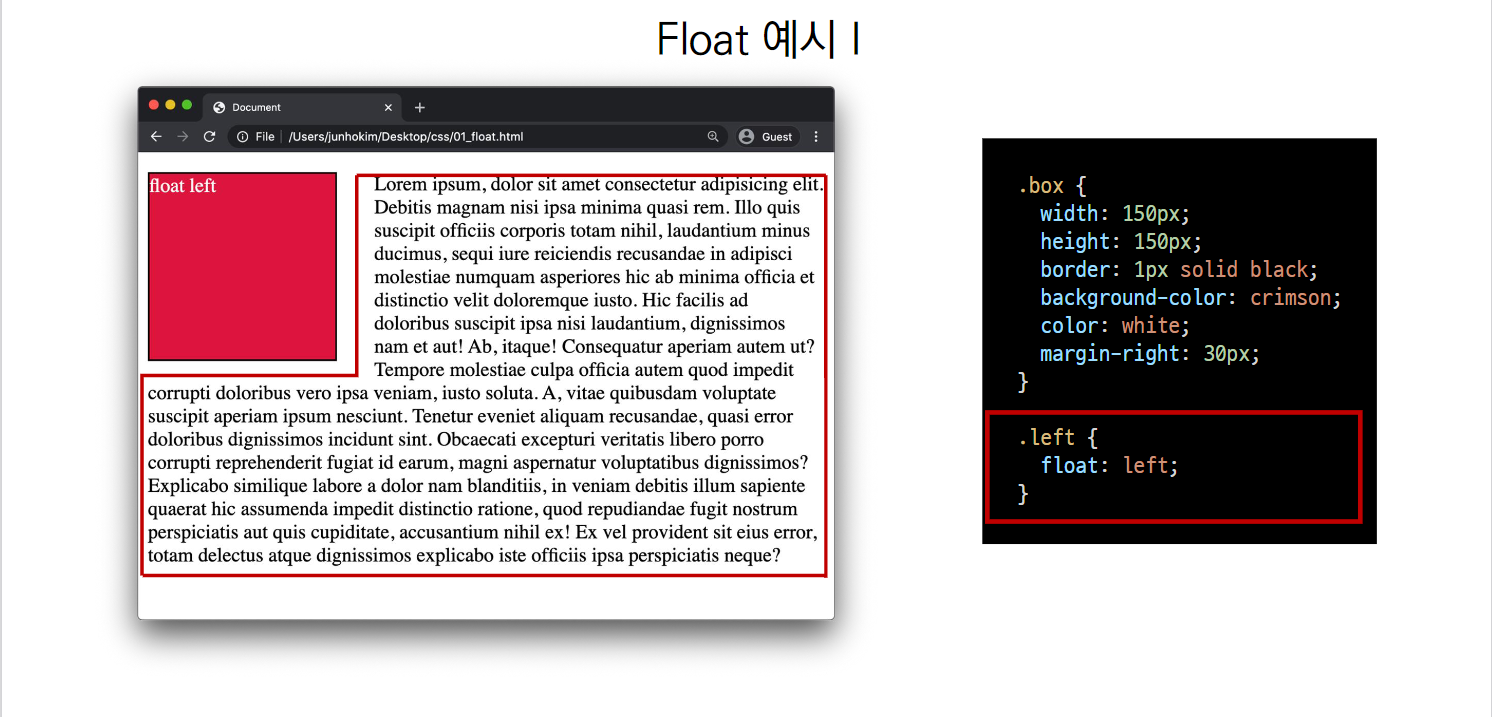 Float 예시 I
Document
File
/Users/junhokim/Desktop/css/01_float.html
Guest
float left
Lorem ipsum, dolor sit amet consectetur adipisicing elit.
Debitis magnam nisi ipsa minima quasi rem. Illo quis
suscipit officiis corporis totam nihil, laudantium minus
ducimus, sequi iure reiciendis recusandae in adipisci
molestiae numquam asperiores hic ab minima officia et
distinctio velit doloremque iusto. Hic facilis ad
doloribus suscipit ipsa nisi laudantium, dignissimos
nam et aut! Ab, itaque! Consequatur aperiam autem ut?
Tempore molestiae culpa officia autem quod impedit
corrupti doloribus vero ipsa veniam, iusto soluta. A, vitae quibusdam voluptate
suscipit aperiam ipsum nesciunt. Tenetur eveniet aliquam recusandae, quasi error
doloribus dignissimos incidunt sint. Obcaecati excepturi veritatis libero porro
corrupti reprehenderit fugiat id earum, magni aspernatur voluptatibus dignissimos?
Explicabo similique labore a dolor nam blanditiis, in veniam debitis illum sapiente
quaerat hic assumenda impedit distinctio ratione, quod repudiandae fugit nostrum
perspiciatis aut quis cupiditate, accusantium nihil ex! Ex vel provident sit eius error,
totam delectus atque dignissimos explicabo iste officiis ipsa perspiciatis neque?
.box {
width: 150px;
height: 150px;
border: 1px solid black;
background-color: crimson;
color: white;
margin-right: 30px;
}
.left {
float: left;
}